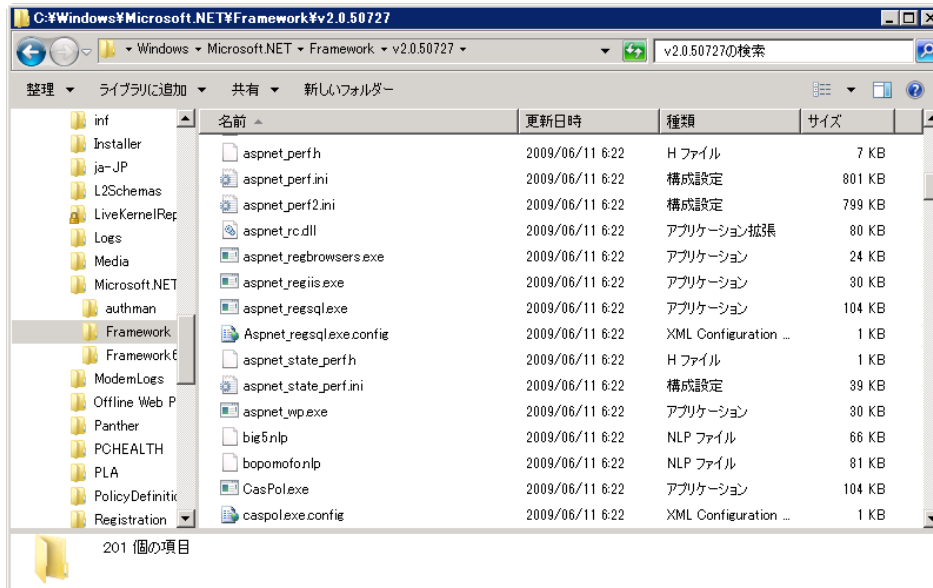 C:¥Windows¥Microsoft.NET¥Framework¥v2.0.50727
Windows Microsoft.NET Framework v2.0.50727
v2.0.50727の検索
整理 ライブラリに追加 共有 新しいフォルダー
inf
Installer
ja-JP
L2Schemas
LiveKernelRep
Logs
Media
Microsoft.NET
authman
Framework
Framework6
ModemLogs
Offline Web P
Panther
PCHEALTH
PLA
PolicyDefinitic
Registration
名前 更新日時 種類 サイズ
aspnet_perf.h 2009/06/11 6:22 H ファイル 7 KB
aspnet_perf.ini 2009/06/11 6:22 構成設定 801 KB
aspnet_perf2.ini 2009/06/11 6:22 構成設定 799 KB
aspnet_rc.dll 2009/06/11 6:22 アプリケーション拡張 80 KB
aspnet_regbrowsers.exe 2009/06/11 6:22 アプリケーション 24 KB
aspnet_regiis.exe 2009/06/11 6:22 アプリケーション 30 KB
aspnet_regsql.exe 2009/06/11 6:22 アプリケーション 104 KB
Aspnet_regsql.exe.config 2009/06/11 6:22 XML Configuration ... 1 KB
aspnet_state_perf.h 2009/06/11 6:22 H ファイル 1 KB
aspnet_state_perf.ini 2009/06/11 6:22 構成設定 39 KB
aspnet_wp.exe 2009/06/11 6:22 アプリケーション 30 KB
big5.nlp 2009/06/11 6:22 NLP ファイル 66 KB
bopomofo.nlp 2009/06/11 6:22 NLP ファイル 81 KB
CasPol.exe 2009/06/11 6:22 アプリケーション 104 KB
caspol.exe.config 2009/06/11 6:22 XML Configuration ... 1 KB
201 個の項目